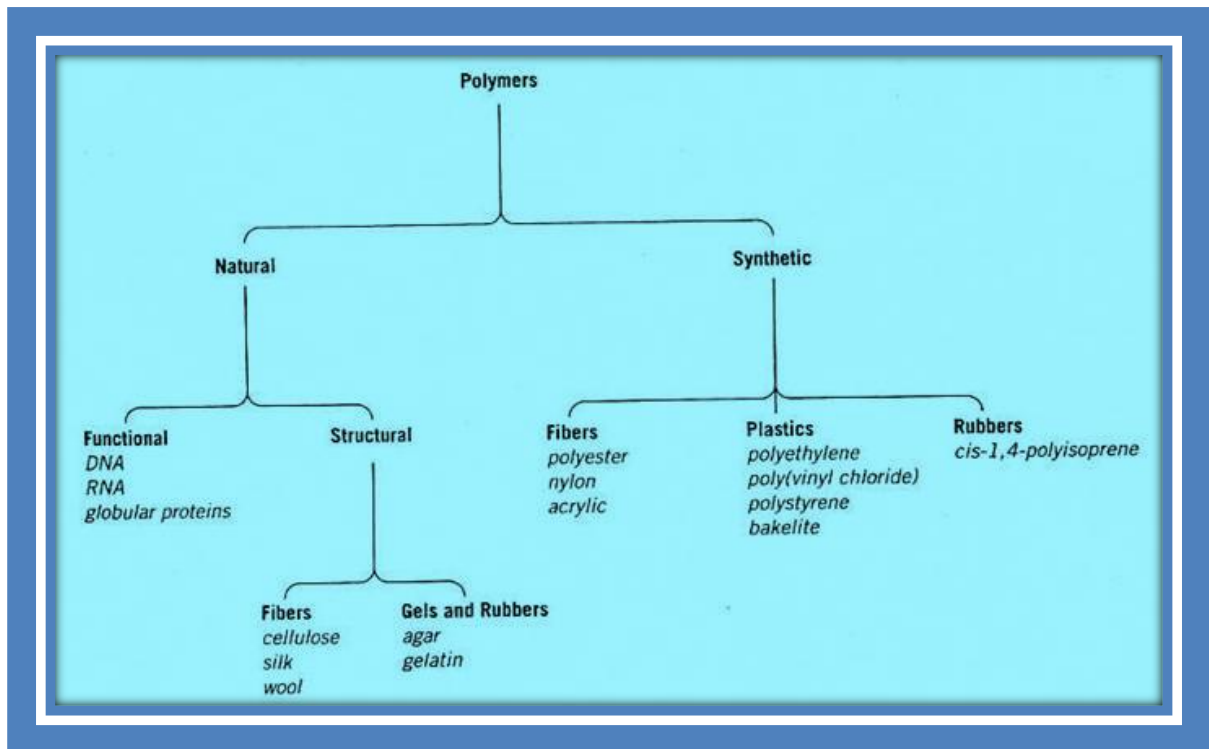 Polymers
Natural
Synthetic
Functional
DNA
RNA
globular proteins
Structural
Fibers
cellulose
silk
wool
Gels and Rubbers
agar
gelatin
Fibers
polyester
nylon
acrylic
Plastics
polyethylene
poly(vinyl chloride)
polystyrene
bakelite
Rubbers
cis-1,4-polyisoprene